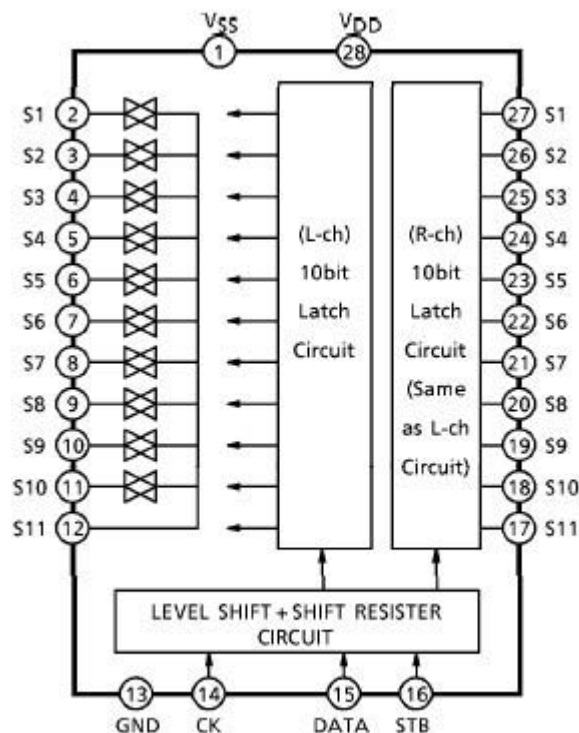 VSS VDD
1 28
S1 2 27 S1
S2 3 26 S2
S3 4 25 S3
S4 5 24 S4
S5 6 23 S5
S6 7 22 S6
S7 8 21 S7
S8 9 20 S8
S9 10 19 S9
S10 11 18 S10
S11 12 17 S11
(L-ch)
10bit
Latch
Circuit
(R-ch)
10bit
Latch
Circuit
(Same
as L-ch
Circuit)
LEVEL SHIFT + SHIFT RESISTER
CIRCUIT
13 14 15 16
GND CK DATA STB